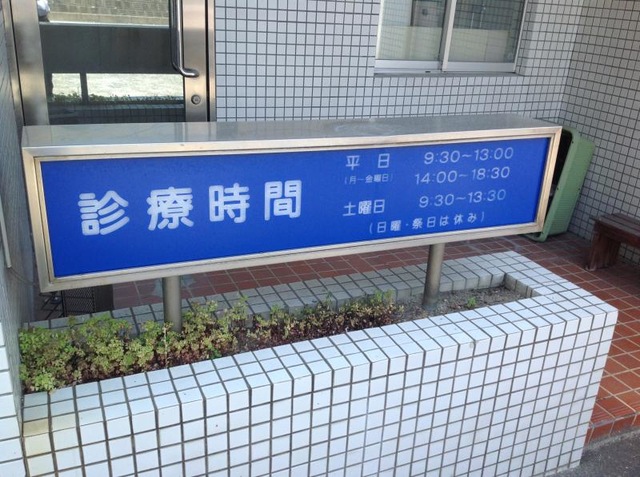 診療時間
平日 9:30~13:00
(月-金曜日) 14:00~18:30
土曜日 9:30~13:30
(日曜・祭日は休み)